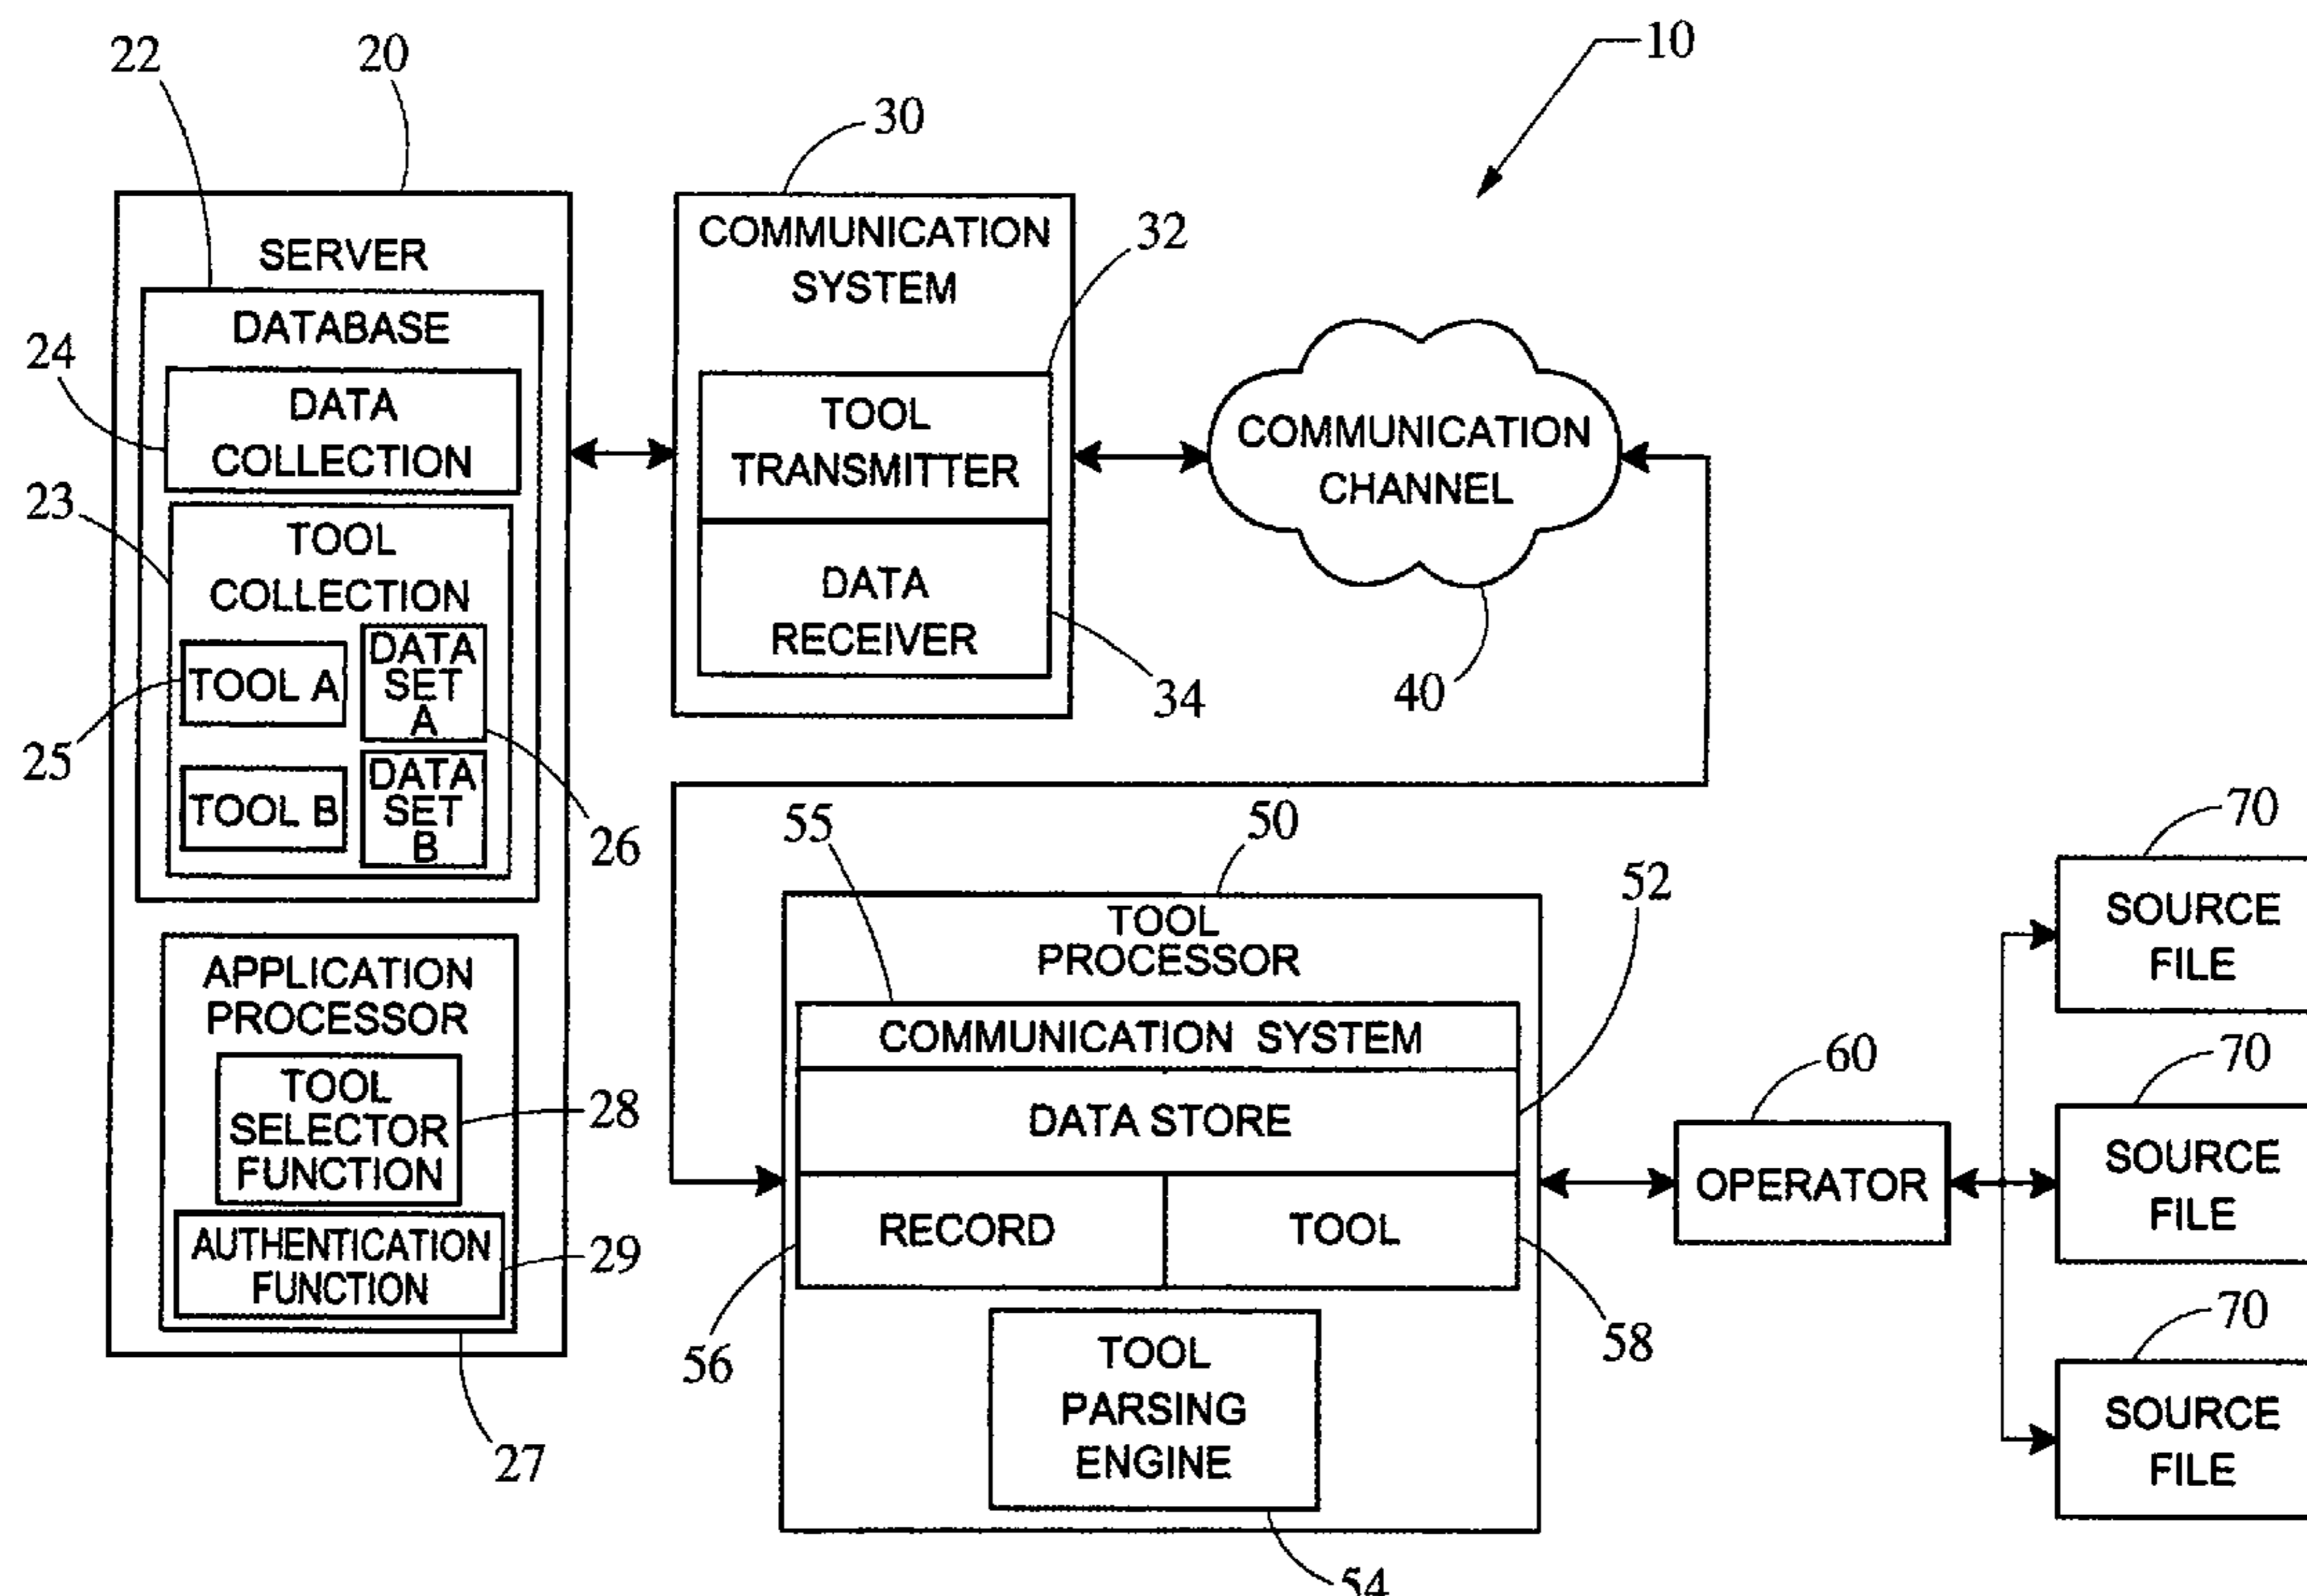 22
20
10
30
SERVER
COMMUNICATION
SYSTEM
32
DATABASE
24
DATA
COLLECTION
TOOL
TRANSMITTER
COMMUNICATION
CHANNEL
23
TOOL
COLLECTION
DATA
RECEIVER
TOOL A
DATA
SET
A
25
34
40
TOOL B
DATA
SET
B
26
55
50
70
52
TOOL
PROCESSOR
SOURCE
FILE
APPLICATION
PROCESSOR
COMMUNICATION SYSTEM
60
70
TOOL
SELECTOR
FUNCTION
28
DATA STORE
OPERATOR
SOURCE
FILE
AUTHENTICATION
FUNCTION
29
RECORD
TOOL
70
56
58
TOOL
PARSING
ENGINE
SOURCE
FILE
27
54